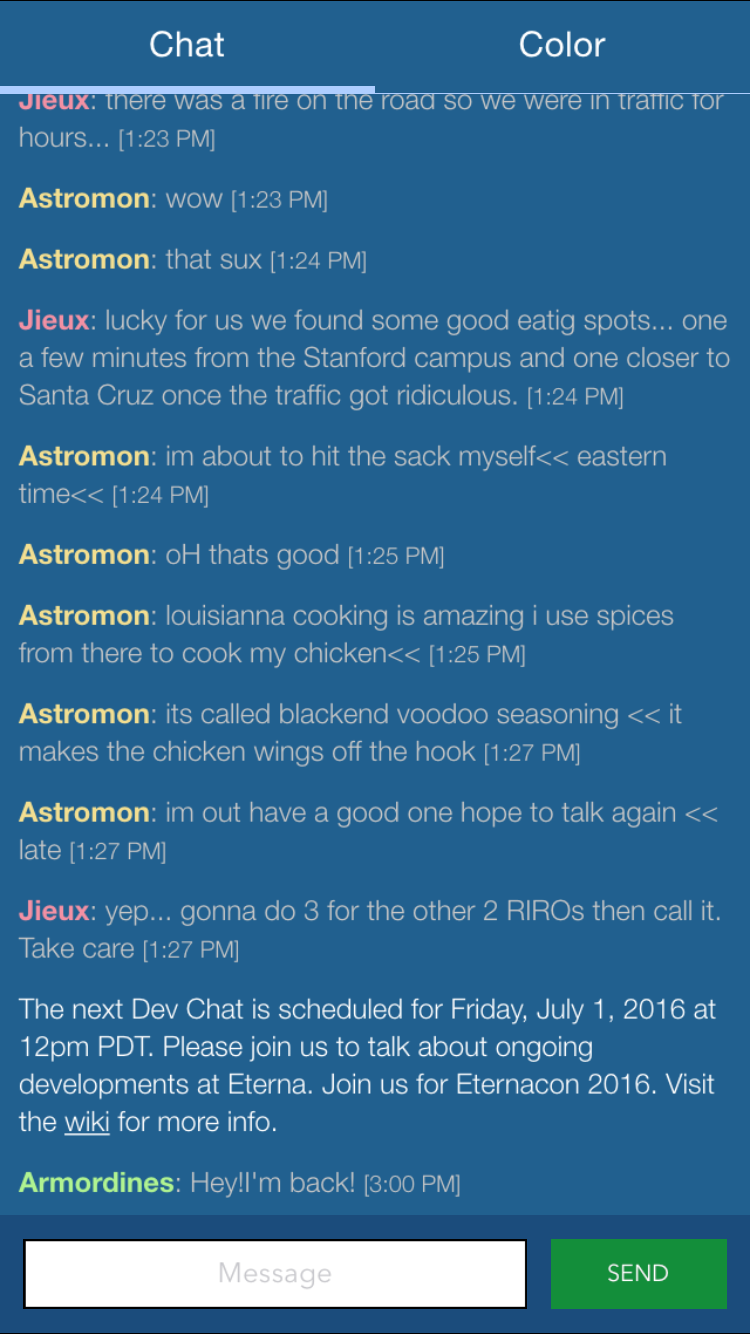 Chat
Color
Jieux: there was a fire on the road so we were in traffic for
hours... [1:23 PM]
Astromon: wow [1:23 PM]
Astromon: that sux [1:24 PM]
Jieux: lucky for us we found some good eatig spots... one
a few minutes from the Stanford campus and one closer to
Santa Cruz once the traffic got ridiculous. [1:24 PM]
Astromon: im about to hit the sack myself<< eastern
time<< [1:24 PM]
Astromon: oH thats good [1:25 PM]
Astromon: louisianna cooking is amazing i use spices
from there to cook my chicken<< [1:25 PM]
Astromon: its called blackend voodoo seasoning << it
makes the chicken wings off the hook [1:27 PM]
Astromon: im out have a good one hope to talk again <<
late [1:27 PM]
Jieux: yep... gonna do 3 for the other 2 RIROs then call it.
Take care [1:27 PM]
The next Dev Chat is scheduled for Friday, July 1, 2016 at
12pm PDT. Please join us to talk about ongoing
developments at Eterna. Join us for Eternacon 2016. Visit
the wiki for more info.
Armordines: Hey!I'm back! [3:00 PM]
Message
SEND